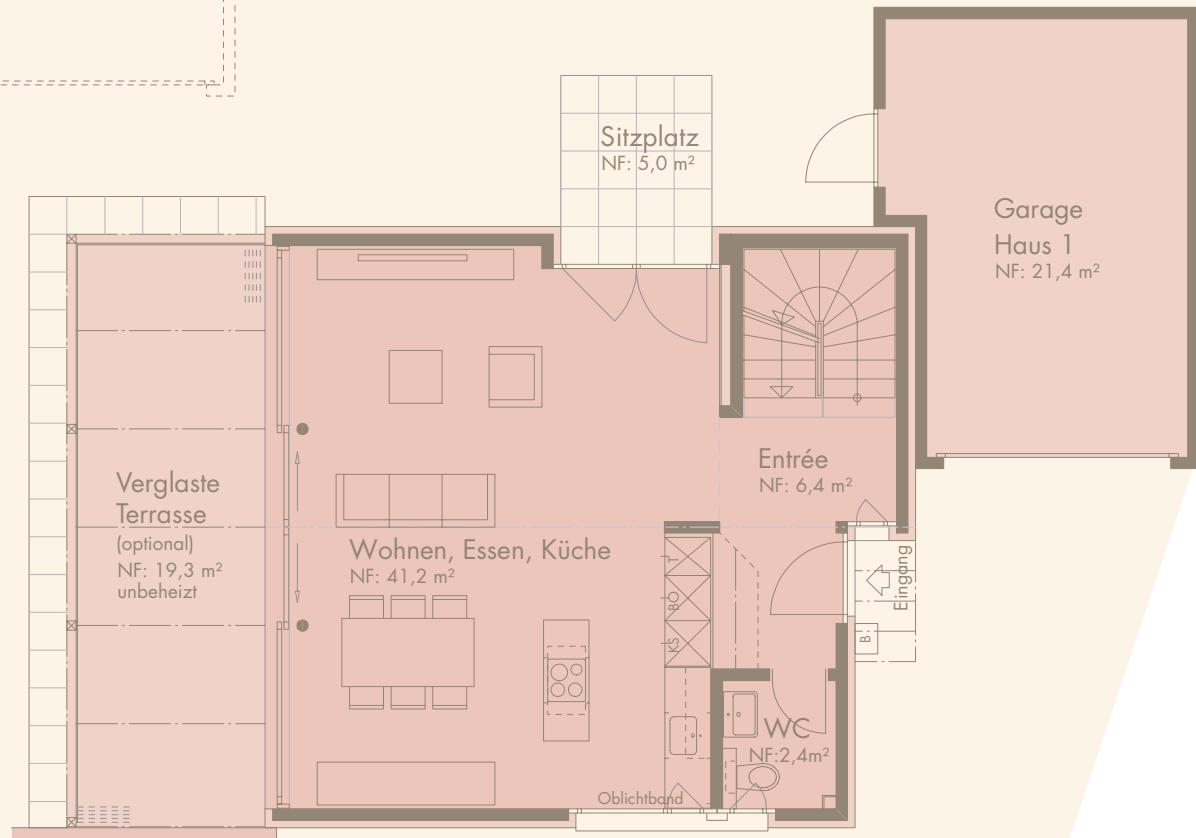 Sitzplatz
NF: 5,0 m²
Garage
Haus 1
NF: 21,4 m²
Entrée
NF: 6,4 m²
Verglaste
Terrasse
(optional)
NF: 19,3 m²
unbeheizt
Wohnen, Essen, Küche
NF: 41,2 m²
T
BO
KS
Eingang
B
WC
NF:2,4m²
Oblichtband